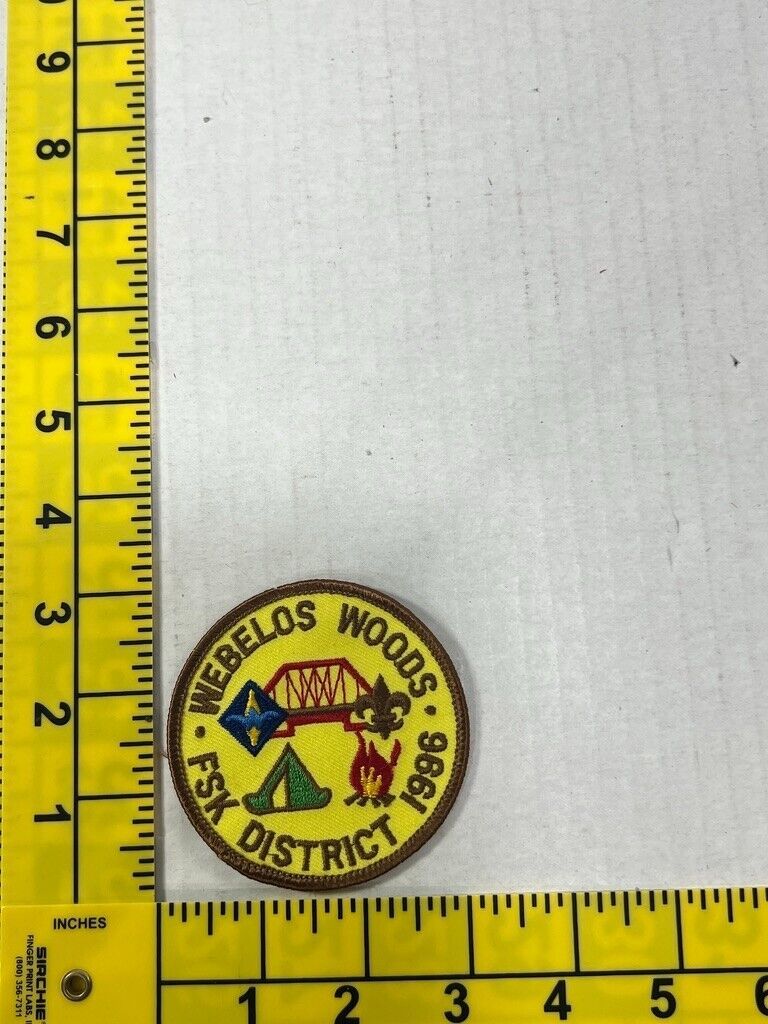 9
8
7
6
5
4
3
2
1
· WEBELOS WOODS ·
FSK DISTRICT 1996
INCHES
SIRCHIE
FINGER PRINT LABS,
(800) 356-7311
1 2 3 4 5 6